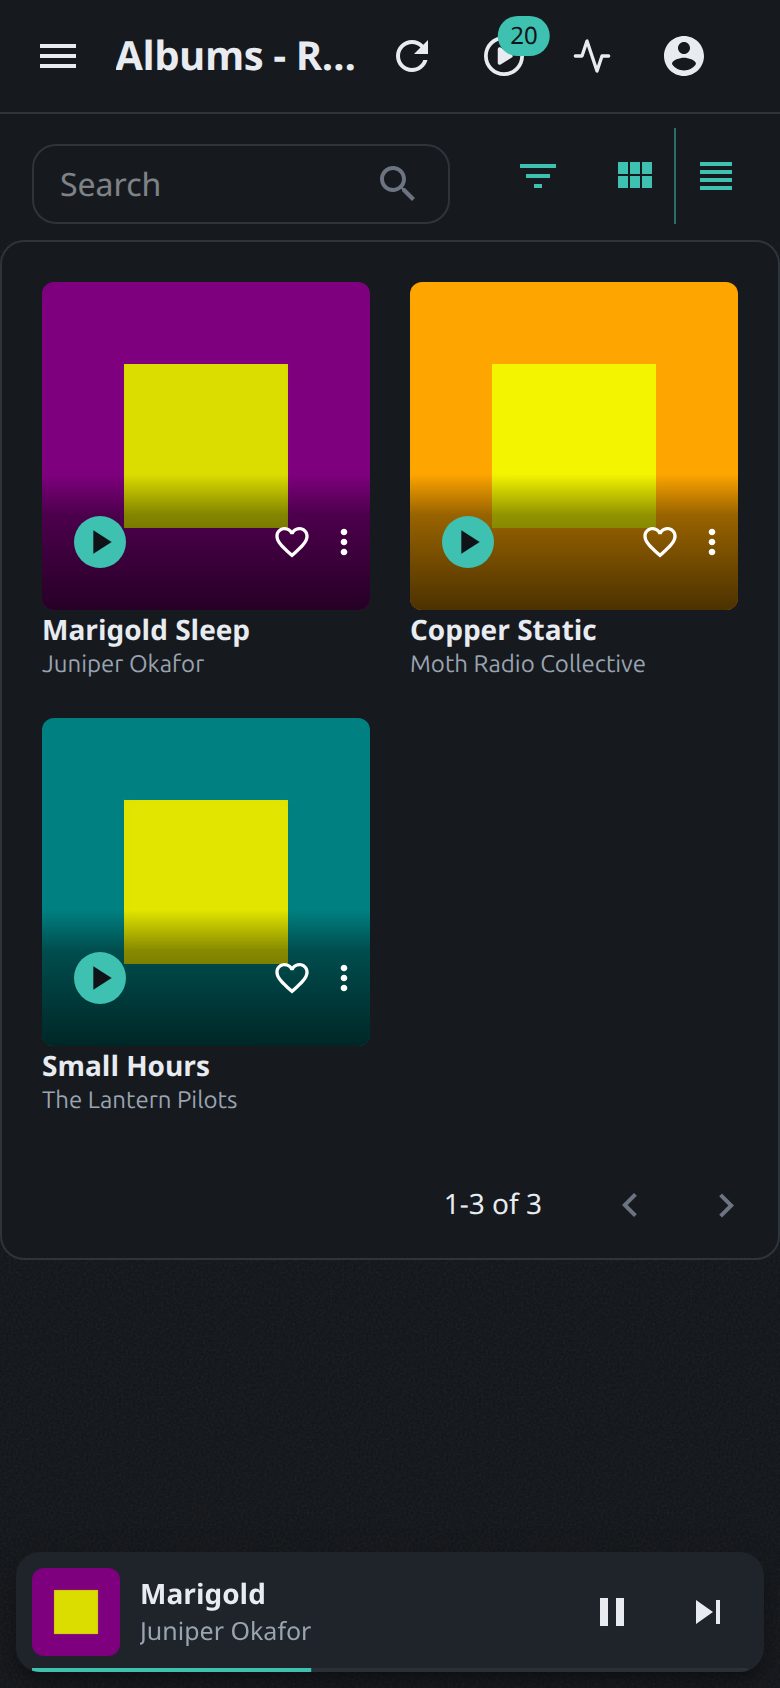 Albums - R...
20
Search
Marigold Sleep
Juniper Okafor
Copper Static
Moth Radio Collective
Small Hours
The Lantern Pilots
1-3 of 3
Marigold
Juniper Okafor